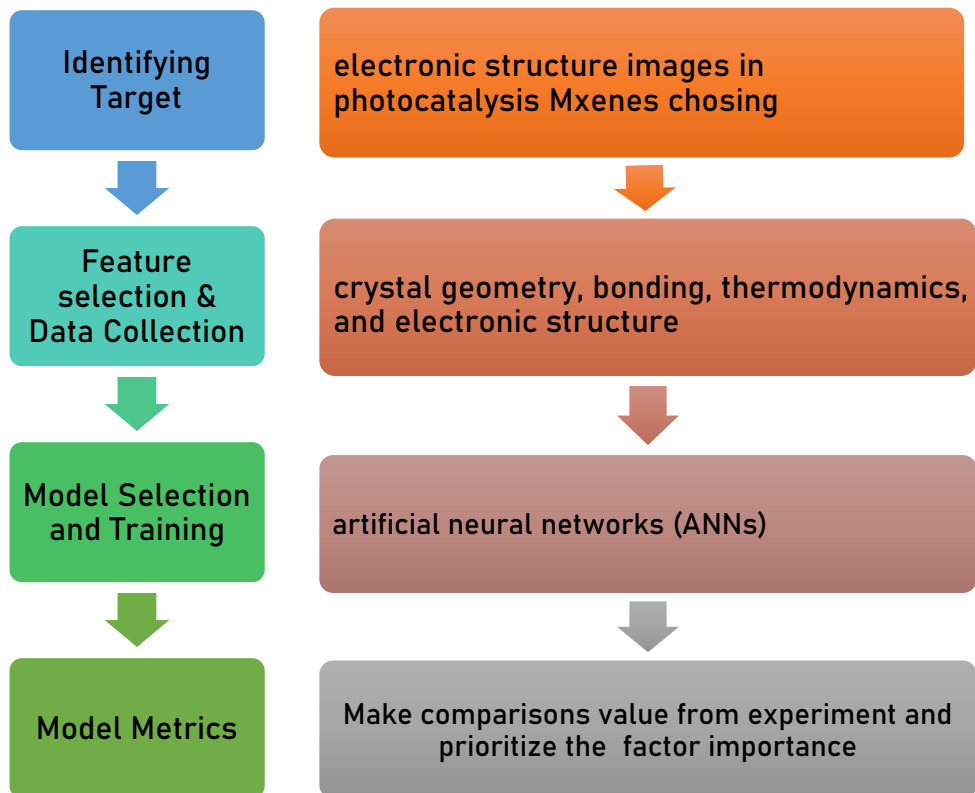 Identifying
Target
electronic structure images in
photocatalysis Mxenes chosing
Feature
selection &
Data Collection
crystal geometry, bonding, thermodynamics,
and electronic structure
Model Selection
and Training
artificial neural networks (ANNs)
Model Metrics
Make comparisons value from experiment and
prioritize the  factor importance